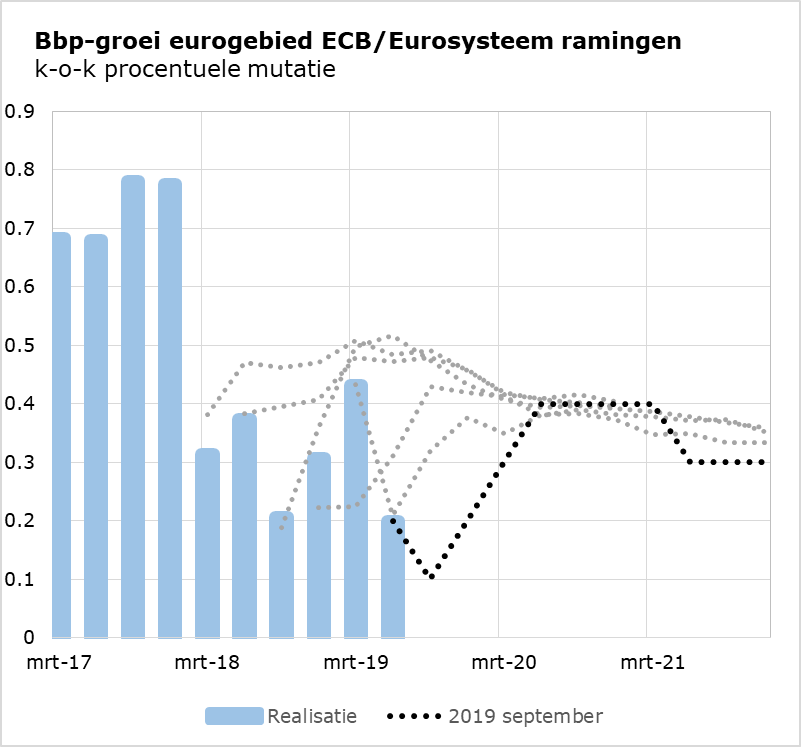 Bbp-groei eurogebied ECB/Eurosysteem ramingen
k-o-k procentuele mutatie
0.9
0.8
0.7
0.6
0.5
0.4
0.3
0.2
0.1
0
mrt-17 mrt-18 mrt-19 mrt-20 mrt-21
Realisatie 2019 september